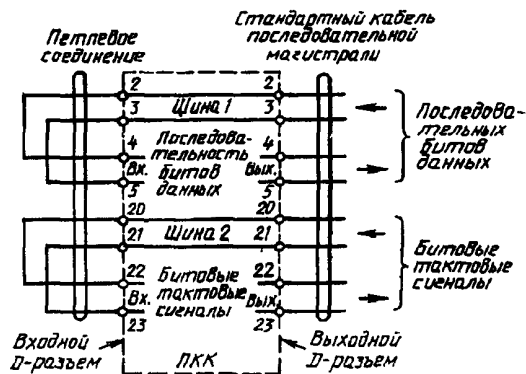 Петлевое
соединение
Стандартный кабель
последовательной
магистрали
2 2
3 Шина 1 3
4 Последова- 4
Вх. тельность Вых.
5 битов 5
данных
20 20
21 Шина 2 21
22 Битовые 22
Вх. тактовые Вых.
23 сигналы 23
Последова-
тельных
битов
данных
Битовые
тактовые
сигналы
Входной
D-разъем
ПКК
Выходной
D-разъем